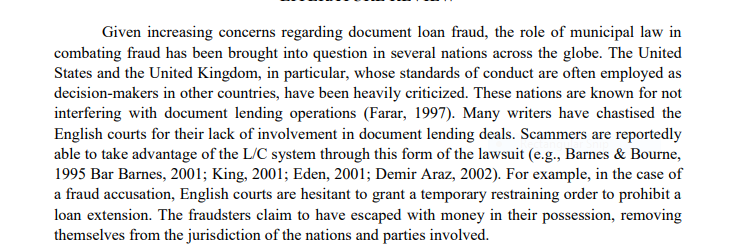 Given increasing concerns regarding document loan fraud, the role of municipal law in
combating fraud has been brought into question in several nations across the globe. The United
States and the United Kingdom, in particular, whose standards of conduct are often employed as
decision-makers in other countries, have been heavily criticized. These nations are known for not
interfering with document lending operations (Farar, 1997). Many writers have chastised the
English courts for their lack of involvement in document lending deals. Scammers are reportedly
able to take advantage of the L/C system through this form of the lawsuit (e.g., Barnes & Bourne,
1995 Bar Barnes, 2001; King, 2001; Eden, 2001; Demir Araz, 2002). For example, in the case of
a fraud accusation, English courts are hesitant to grant a temporary restraining order to prohibit a
loan extension. The fraudsters claim to have escaped with money in their possession, removing
themselves from the jurisdiction of the nations and parties involved.